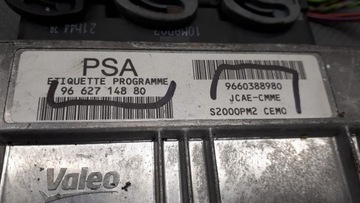 PSA
ETIQUETTE PROGRAMME
96 627 148 80
9660388980
JCAE-CMME
S2000PM2 CEMO
Valeo